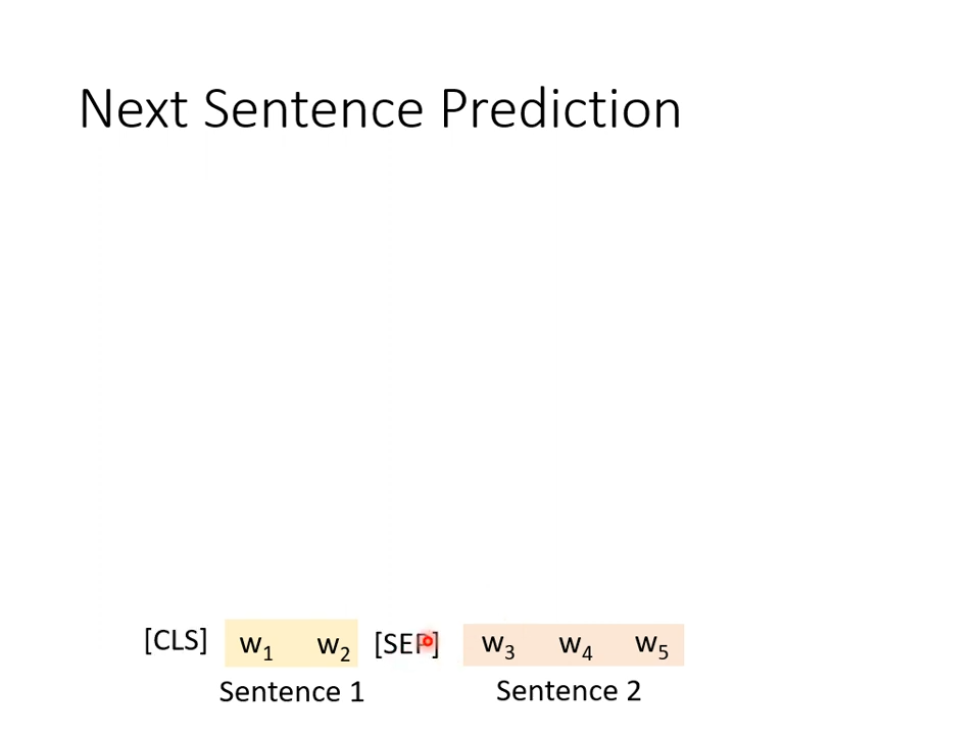 Next Sentence Prediction
[CLS] w₁ w₂ [SEP] w₃ w₄ w₅
Sentence 1 Sentence 2